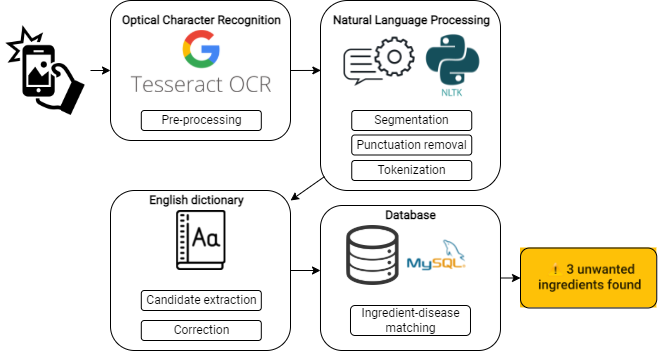 Optical Character Recognition
Tesseract OCR
Pre-processing
Natural Language Processing
NLTK
Segmentation
Punctuation removal
Tokenization
English dictionary
Aa
Candidate extraction
Correction
Database
MySQL
Ingredient-disease
matching
⚠ 3 unwanted
ingredients found